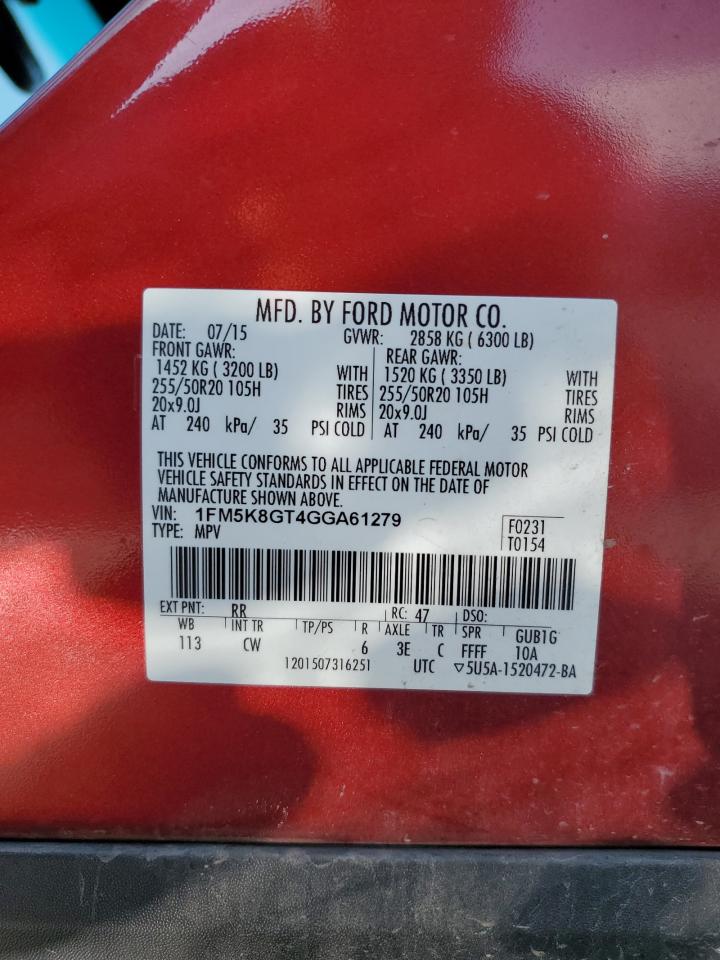 MFD. BY FORD MOTOR CO.
DATE: 07/15 GVWR: 2858 KG ( 6300 LB)
FRONT GAWR: REAR GAWR:
1452 KG ( 3200 LB) WITH 1520 KG ( 3350 LB) WITH
255/50R20 105H TIRES 255/50R20 105H TIRES
20x9.0J RIMS 20x9.0J RIMS
AT 240 kPa/ 35 PSI COLD AT 240 kPa/ 35 PSI COLD
THIS VEHICLE CONFORMS TO ALL APPLICABLE FEDERAL MOTOR
VEHICLE SAFETY STANDARDS IN EFFECT ON THE DATE OF
MANUFACTURE SHOWN ABOVE.
VIN: 1FM5K8GT4GGA61279 F0231
TYPE: MPV T0154
EXT PNT: RR RC: 47 DSO:
WB INT TR TP/PS R AXLE TR SPR GUB1G
113 CW 6 3E C FFFF 10A
1201507316251 UTC ▽5U5A-1520472-BA